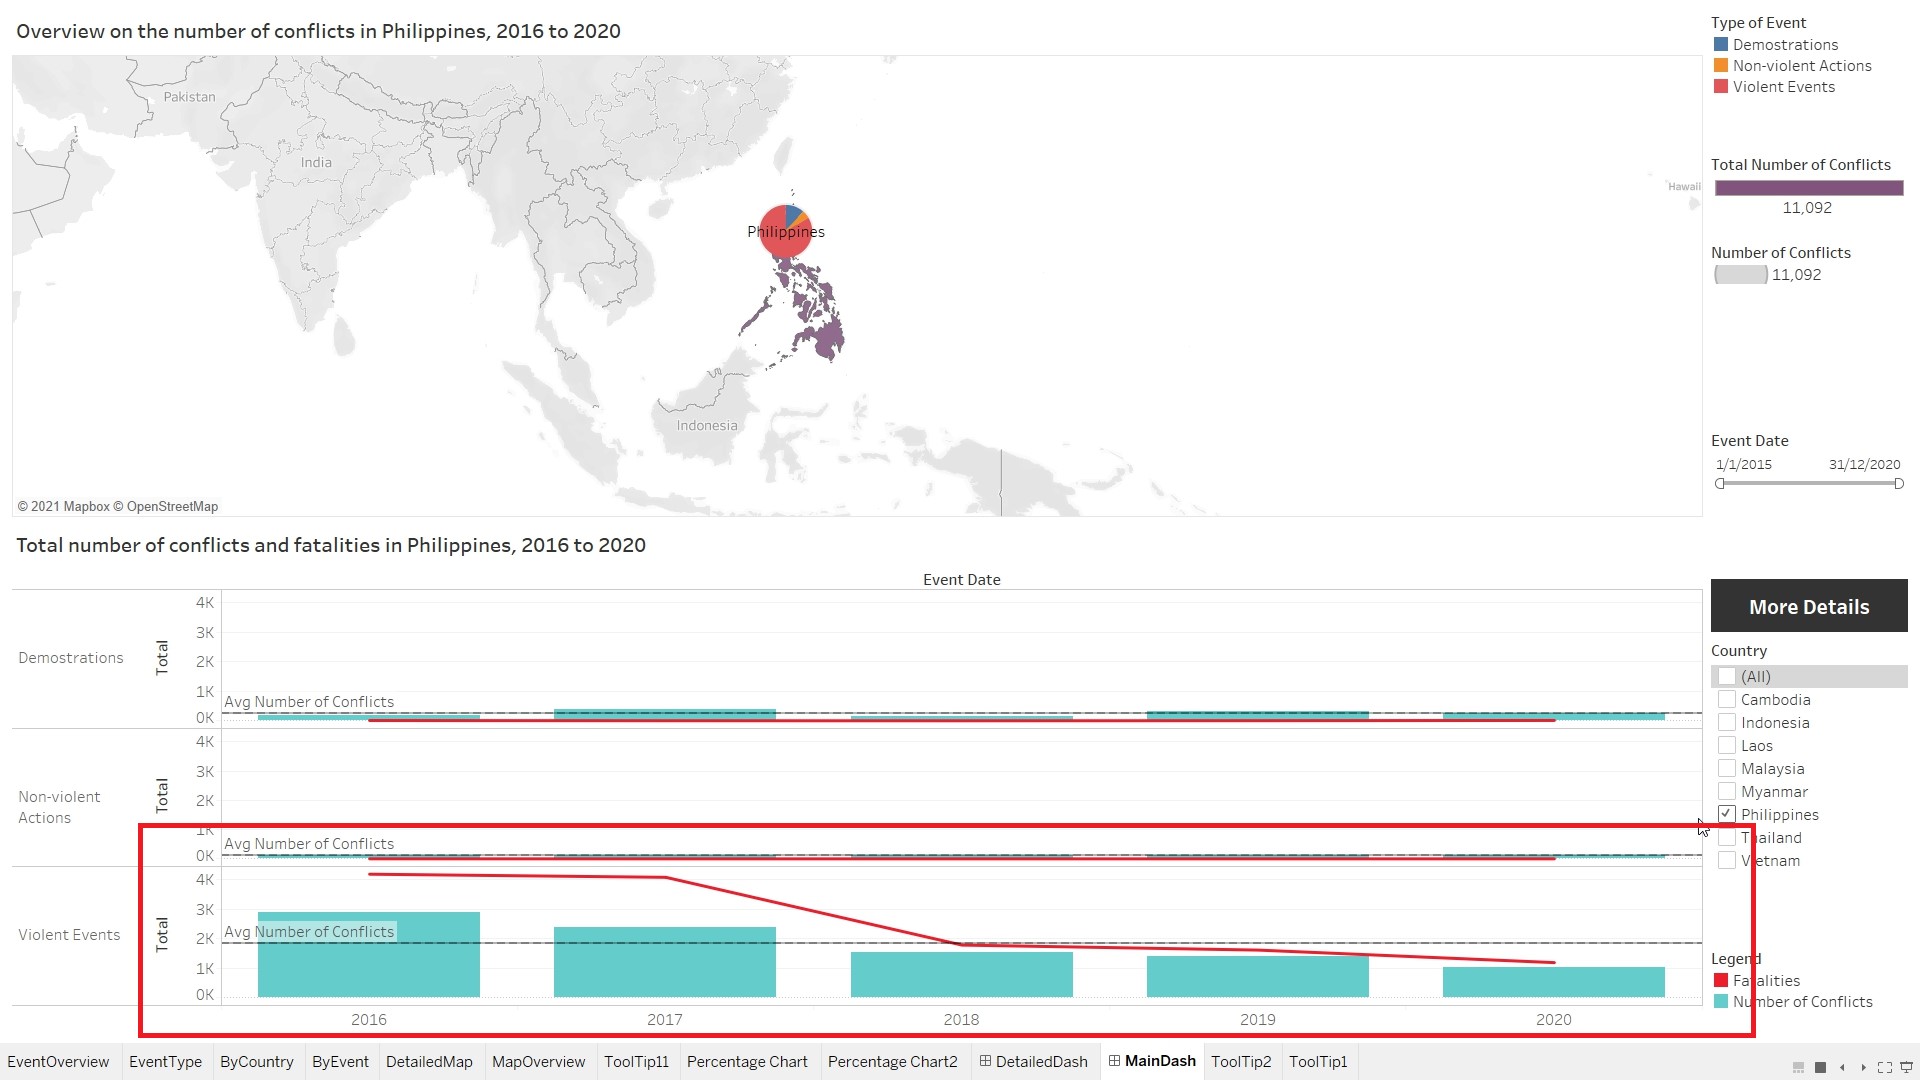 Overview on the number of conflicts in Philippines, 2016 to 2020
Pakistan
India
Philippines
Indonesia
Hawaii
© 2021 Mapbox © OpenStreetMap
Type of Event
Demostrations
Non-violent Actions
Violent Events
Total Number of Conflicts
11,092
Number of Conflicts
11,092
Event Date
1/1/2015 31/12/2020
Total number of conflicts and fatalities in Philippines, 2016 to 2020
Event Date
Demostrations
Total
4K
3K
2K
1K
0K
Avg Number of Conflicts
Non-violent
Actions
Total
4K
3K
2K
1K
0K
Avg Number of Conflicts
Violent Events
Total
4K
3K
2K
1K
0K
Avg Number of Conflicts
2016 2017 2018 2019 2020
More Details
Country
(All)
Cambodia
Indonesia
Laos
Malaysia
Myanmar
Philippines
Thailand
Vietnam
Legend
Fatalities
Number of Conflicts
EventOverview EventType ByCountry ByEvent DetailedMap MapOverview ToolTip11 Percentage Chart Percentage Chart2 DetailedDash MainDash ToolTip2 ToolTip1